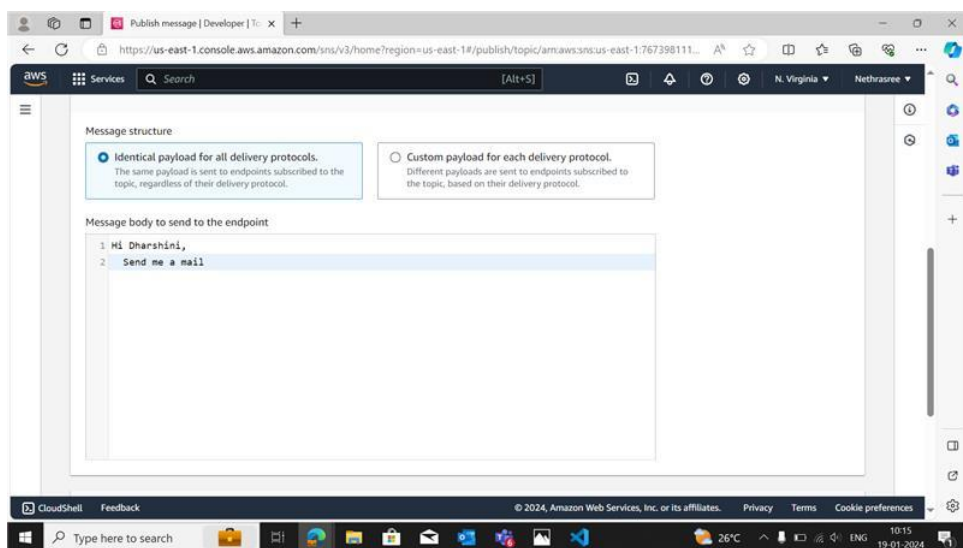 Publish message | Developer | To
https://us-east-1.console.aws.amazon.com/sns/v3/home?region=us-east-1#/publish/topic/arn:aws:sns:us-east-1:767398111...
aws
Services
Search
[Alt+S]
N. Virginia
Nethrasree
Message structure
Identical payload for all delivery protocols.
The same payload is sent to endpoints subscribed to the
topic, regardless of their delivery protocol.
Custom payload for each delivery protocol.
Different payloads are sent to endpoints subscribed to
the topic, based on their delivery protocol.
Message body to send to the endpoint
1 Hi Dharshini,
2 Send me a mail
CloudShell Feedback © 2024, Amazon Web Services, Inc. or its affiliates. Privacy Terms Cookie preferences
Type here to search
26°C
ENG
10:15
19-01-2024